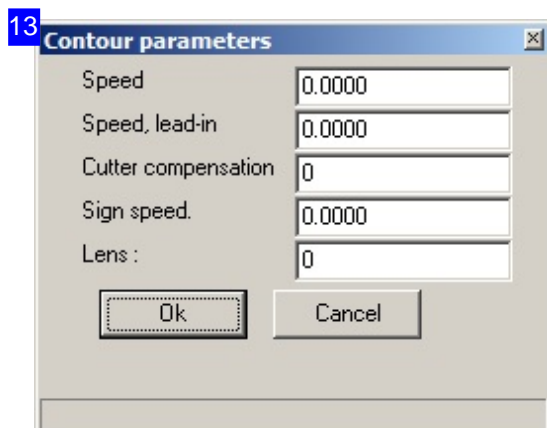 13
Contour parameters
Speed 0.0000
Speed, lead-in 0.0000
Cutter compensation 0
Sign speed. 0.0000
Lens : 0
Ok Cancel